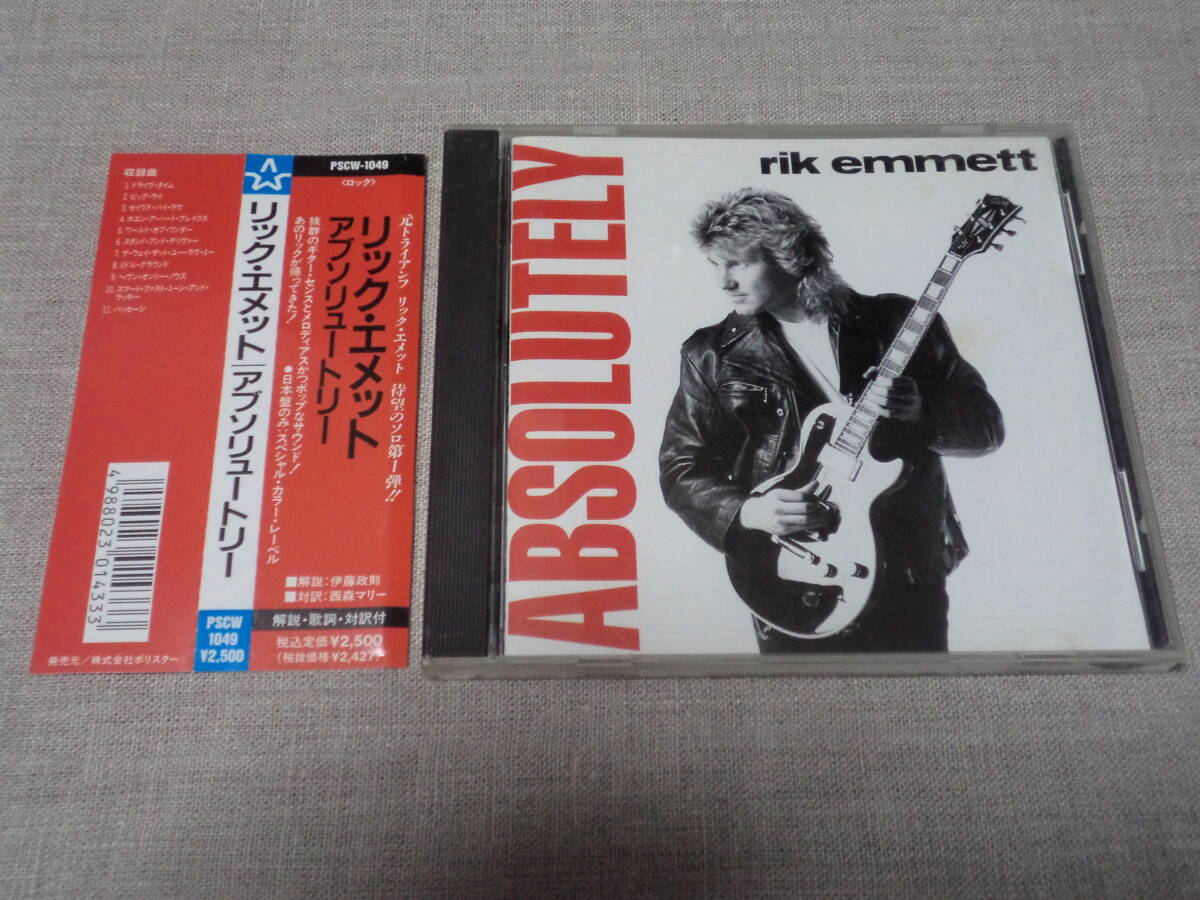 収録曲
1. ドライヴ・タイム
2. ビッグ・ライ
3. セイヴド・バイ・ラヴ
4. ホエン・ア・ハート・ブレイクス
5. ワールド・オブ・ワンダー
6. スタンド・アンド・デリヴァー
7. ザ・ウェイ・ザット・ユー・ラヴ・ミー
8. ミドル・グラウンド
9. ヘヴン・オンリー・ノウズ
10. スマート・ファスト・ミーン・アンド・
ラッキー
11. パッセージ
4988023014333
発売元/株式会社ポリスター
リック・エメット|アブソリュートリー
PSCW
1049
¥2,500
PSCW-1049
〈ロック〉
元トライアンフ リック・エメット 待望のソロ第1弾!!
リック・エメット
アブソリュートリー
抜群のギター・センスとメロディアスかつポップなサウンド!
あのリックが帰ってきた!
●日本盤のみ:スペシャル・カラー・レーベル
■解説:伊藤政則
■対訳:西森マリー
解説・歌詞・対訳付
税込定価¥2,500
(税抜価格¥2,427)
ABSOLUTELY
rik emmett